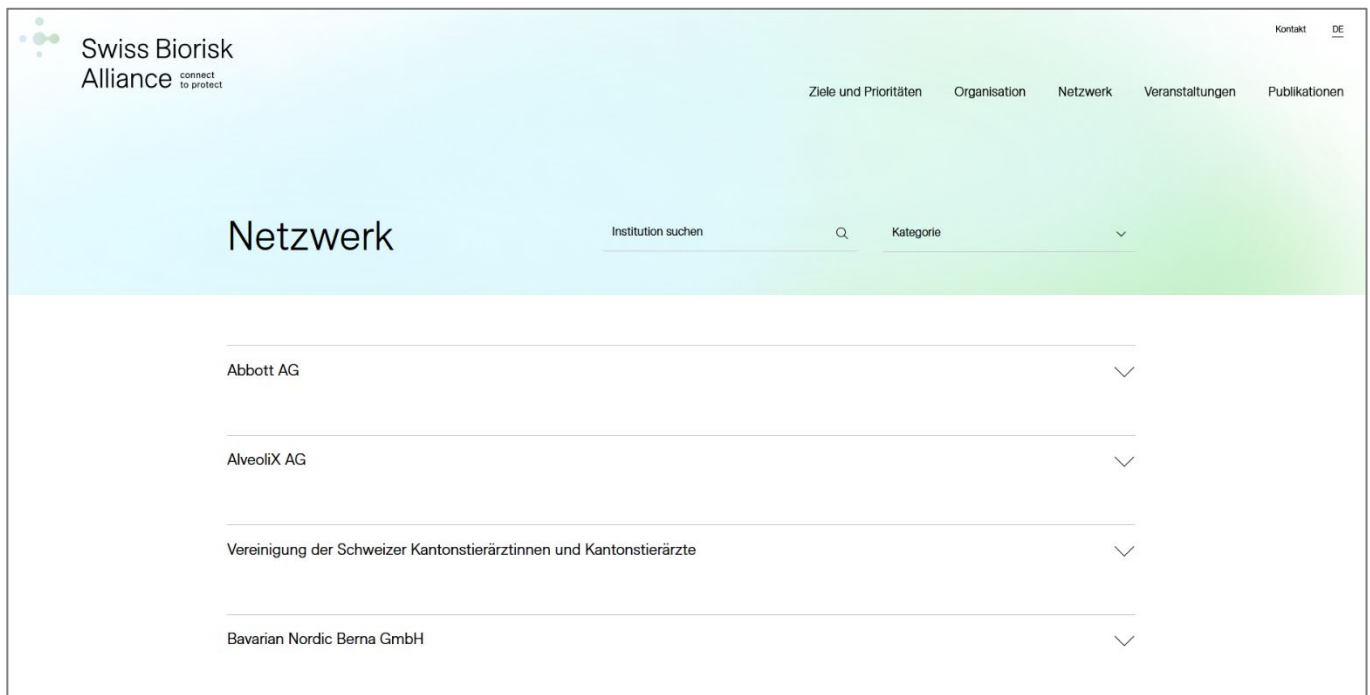 Kontakt DE
Swiss Biorisk
Alliance connect
to protect
Ziele und Prioritäten Organisation Netzwerk Veranstaltungen Publikationen
Netzwerk Institution suchen Kategorie
Abbott AG
AlveoliX AG
Vereinigung der Schweizer Kantonstierärztinnen und Kantonstierärzte
Bavarian Nordic Berna GmbH